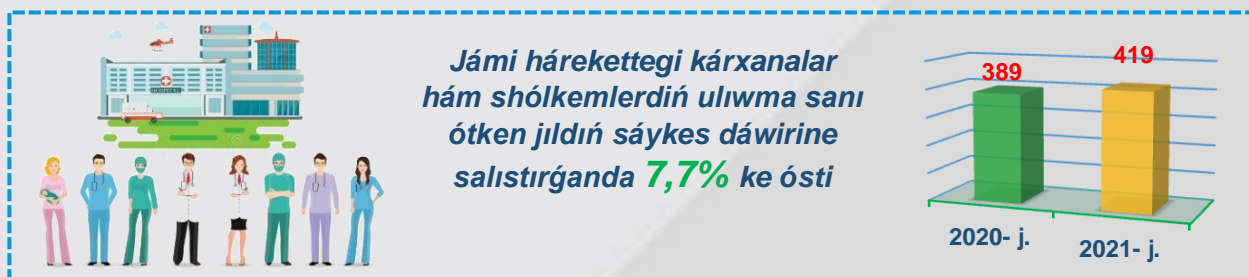 HOSPITAL
Jámi hárekettegi kárxanalar
hám shólkemlerdiń ulıwma sanı
ótken jıldıń sáykes dáwirine
salıstırǵanda 7,7% ke ósti
389
419
2020- j.
2021- j.